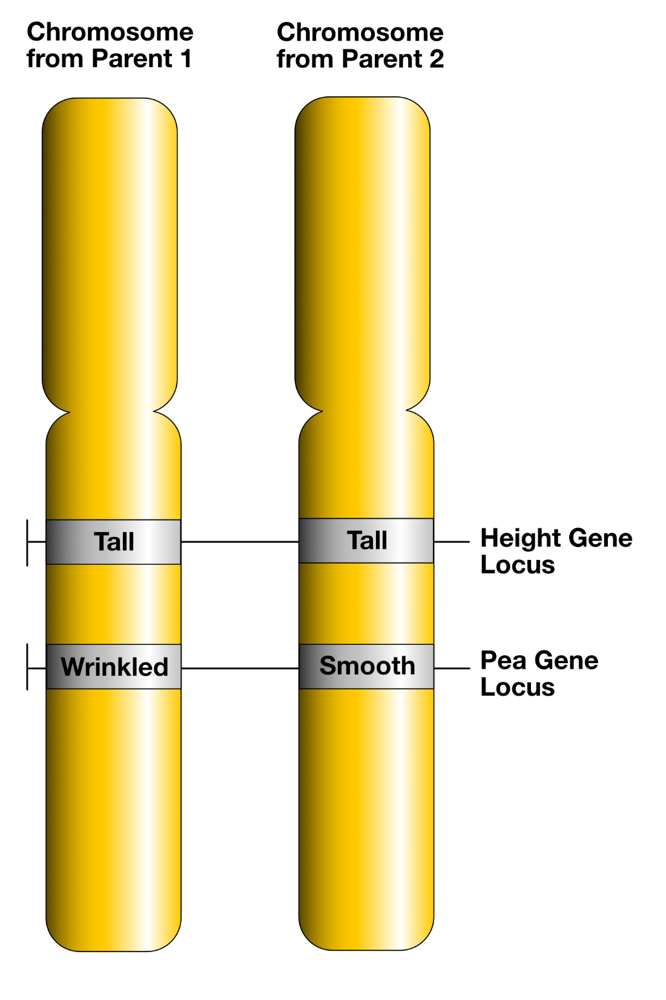 Chromosome
from Parent 1
Chromosome
from Parent 2
Tall
Tall
Height Gene
Locus
Wrinkled
Smooth
Pea Gene
Locus